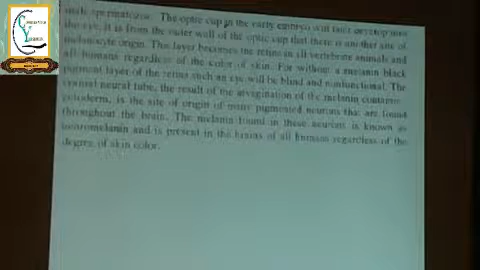 male spermatozoa. The optic cup in the early embryo will later develop into
the eye, it is from the outer wall of the optic cup that there is another site of
melanocyte origin. This layer becomes the retina in all vertebrate animals and
all humans regardless of the color of skin. For without a melanin black
pigment layer of the retina such an eye will be blind and nonfunctional. The
neural tube, the result of the invagination of the melanin
ectoderm, is the site of origin of many pigmented neurons that are found
throughout the brain. The melanin found in these neurons is known as
neuromelanin and is present in the brains of all humans regardless of the
degree of skin color.